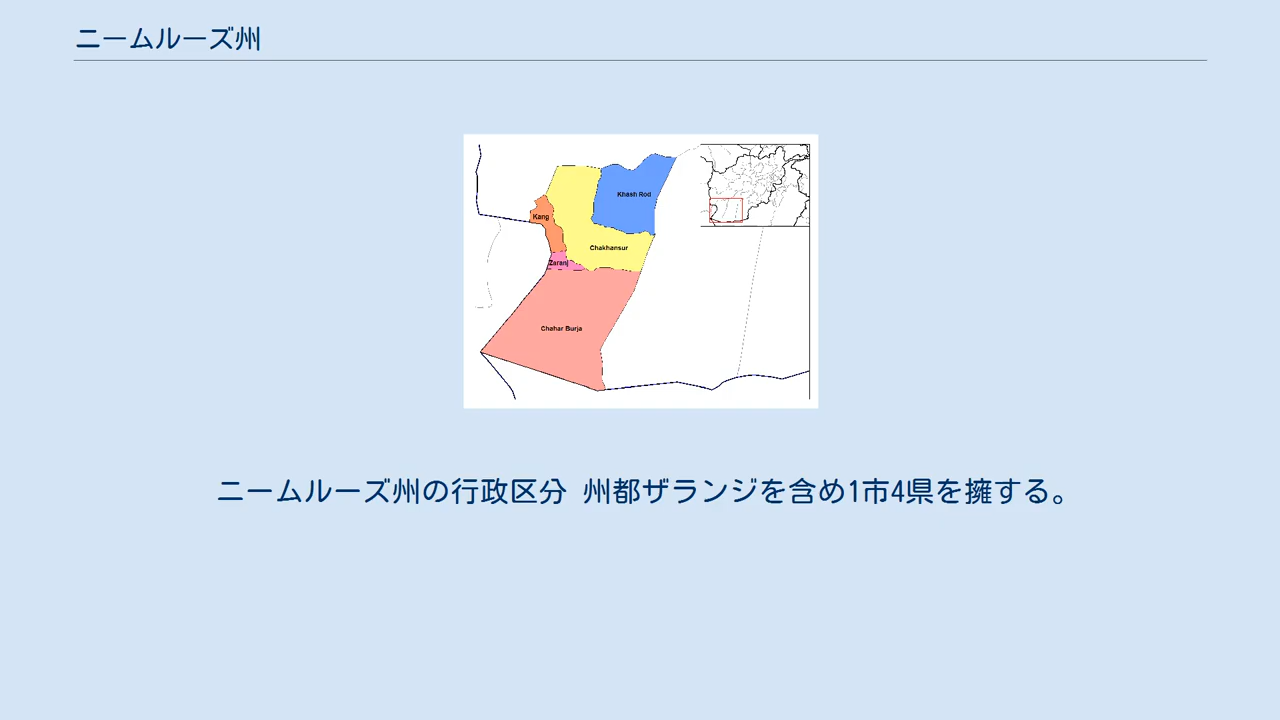 ニームルーズ州
Khash Rod
Kang
Chakhansur
Zaranj
Chahar Burja
ニームルーズ州の行政区分 州都ザランジを含め1市4県を擁する。